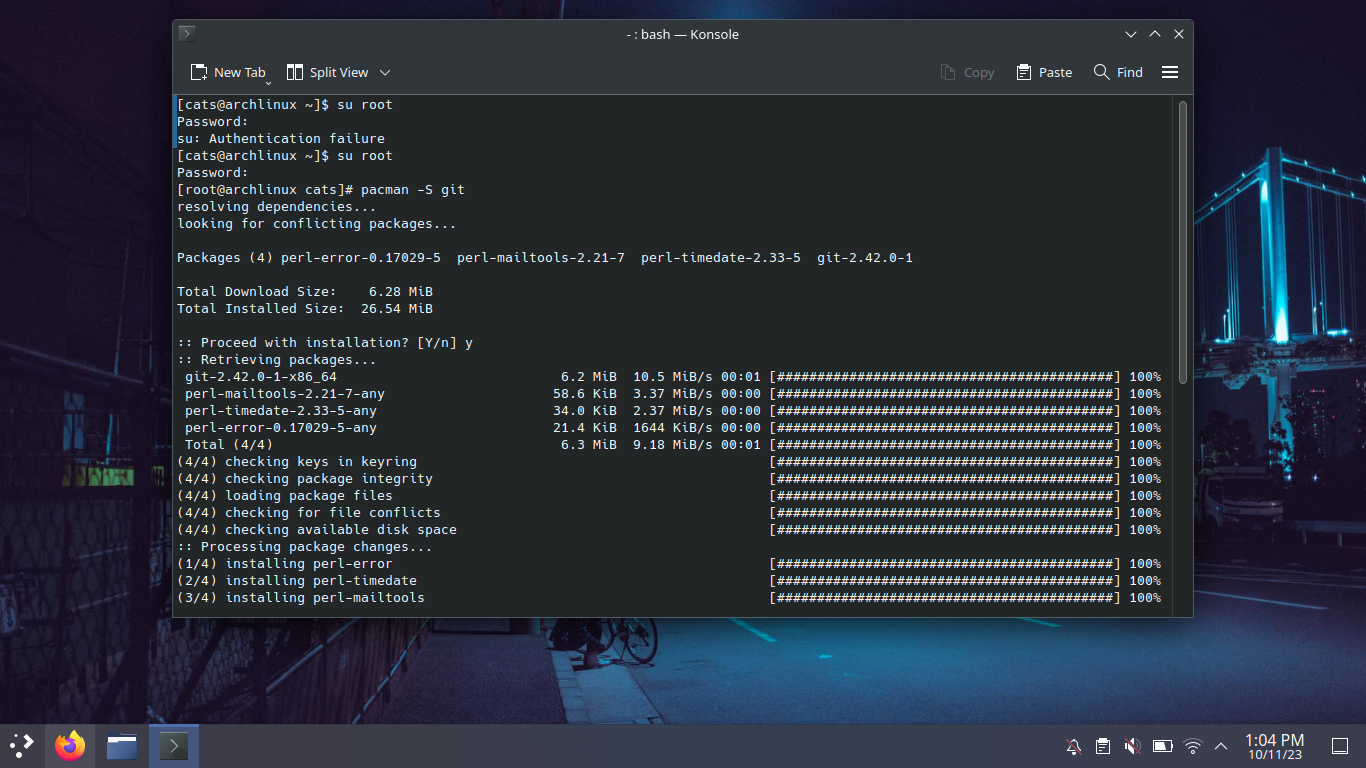 - : bash — Konsole
New Tab Split View Copy Paste Find
[cats@archlinux ~]$ su root
Password:
su: Authentication failure
[cats@archlinux ~]$ su root
Password:
[root@archlinux cats]# pacman -S git
resolving dependencies...
looking for conflicting packages...
Packages (4) perl-error-0.17029-5  perl-mailtools-2.21-7  perl-timedate-2.33-5  git-2.42.0-1
Total Download Size:    6.28 MiB
Total Installed Size:  26.54 MiB
:: Proceed with installation? [Y/n] y
:: Retrieving packages...
git-2.42.0-1-x86_64 6.2 MiB 10.5 MiB/s 00:01 [##########################################] 100%
perl-mailtools-2.21-7-any 58.6 KiB 3.37 MiB/s 00:00 [##########################################] 100%
perl-timedate-2.33-5-any 34.0 KiB 2.37 MiB/s 00:00 [##########################################] 100%
perl-error-0.17029-5-any 21.4 KiB 1644 KiB/s 00:00 [##########################################] 100%
Total (4/4) 6.3 MiB 9.18 MiB/s 00:01 [##########################################] 100%
(4/4) checking keys in keyring [##########################################] 100%
(4/4) checking package integrity [##########################################] 100%
(4/4) loading package files [##########################################] 100%
(4/4) checking for file conflicts [##########################################] 100%
(4/4) checking available disk space [##########################################] 100%
:: Processing package changes...
(1/4) installing perl-error [##########################################] 100%
(2/4) installing perl-timedate [##########################################] 100%
(3/4) installing perl-mailtools [##########################################] 100%
1:04 PM
10/11/23